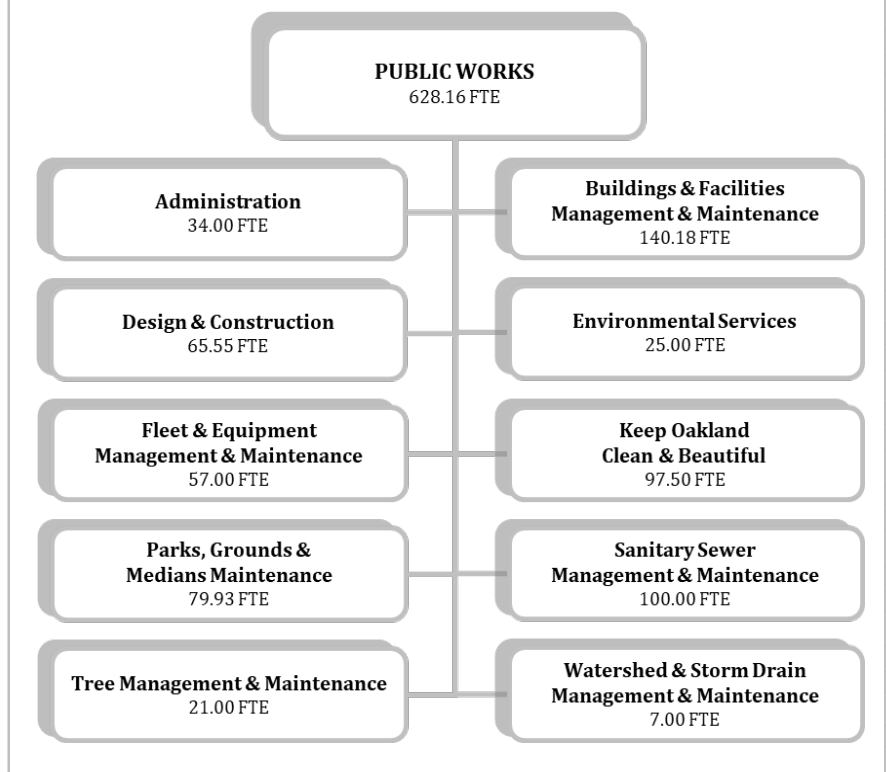 PUBLIC WORKS
628.16 FTE
Administration
34.00 FTE
Buildings & Facilities
Management & Maintenance
140.18 FTE
Design & Construction
65.55 FTE
Environmental Services
25.00 FTE
Fleet & Equipment
Management & Maintenance
57.00 FTE
Keep Oakland
Clean & Beautiful
97.50 FTE
Parks, Grounds &
Medians Maintenance
79.93 FTE
Sanitary Sewer
Management & Maintenance
100.00 FTE
Tree Management & Maintenance
21.00 FTE
Watershed & Storm Drain
Management & Maintenance
7.00 FTE